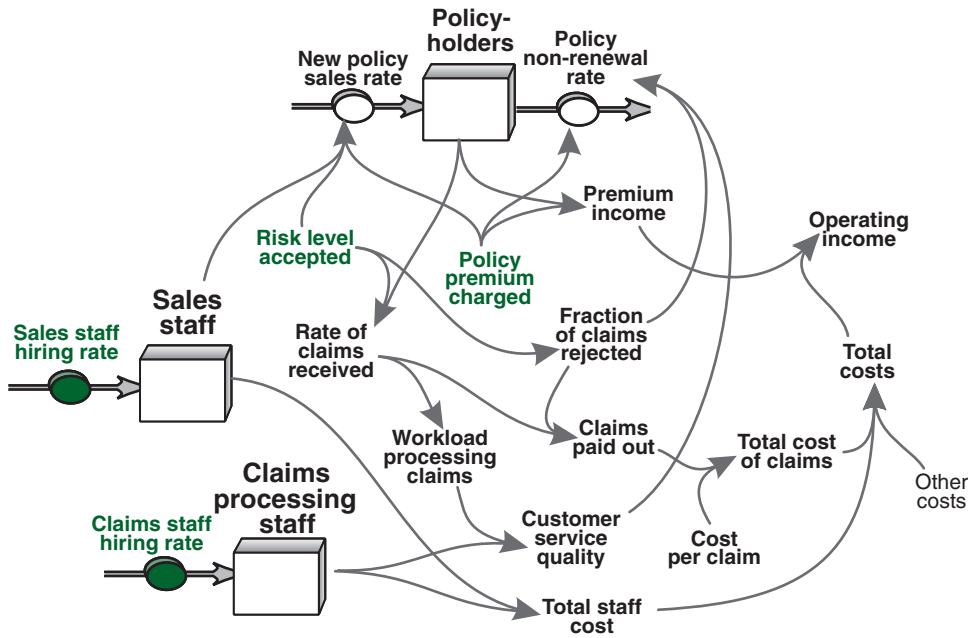 Policy-
holders
New policy
sales rate
Policy
non-renewal
rate
Premium
income
Operating
income
Risk level
accepted
Policy
premium
charged
Sales
staff
Sales staff
hiring rate
Rate of
claims
received
Fraction
of claims
rejected
Total
costs
Workload
processing
claims
Claims
paid out
Total cost
of claims
Other
costs
Claims
processing
staff
Claims staff
hiring rate
Customer
service
quality
Cost
per claim
Total staff
cost